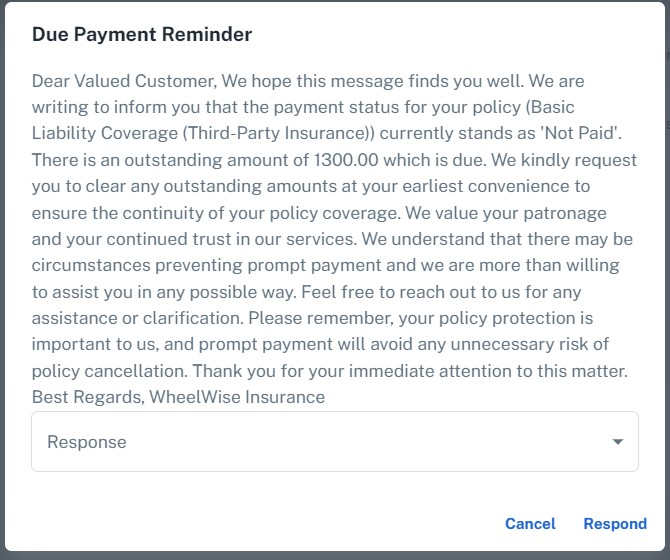 Due Payment Reminder
Dear Valued Customer, We hope this message finds you well. We are
writing to inform you that the payment status for your policy (Basic
Liability Coverage (Third-Party Insurance)) currently stands as 'Not Paid'.
There is an outstanding amount of 1300.00 which is due. We kindly request
you to clear any outstanding amounts at your earliest convenience to
ensure the continuity of your policy coverage. We value your patronage
and your continued trust in our services. We understand that there may be
circumstances preventing prompt payment and we are more than willing
to assist you in any possible way. Feel free to reach out to us for any
assistance or clarification. Please remember, your policy protection is
important to us, and prompt payment will avoid any unnecessary risk of
policy cancellation. Thank you for your immediate attention to this matter.
Best Regards, WheelWise Insurance
Response
Cancel Respond